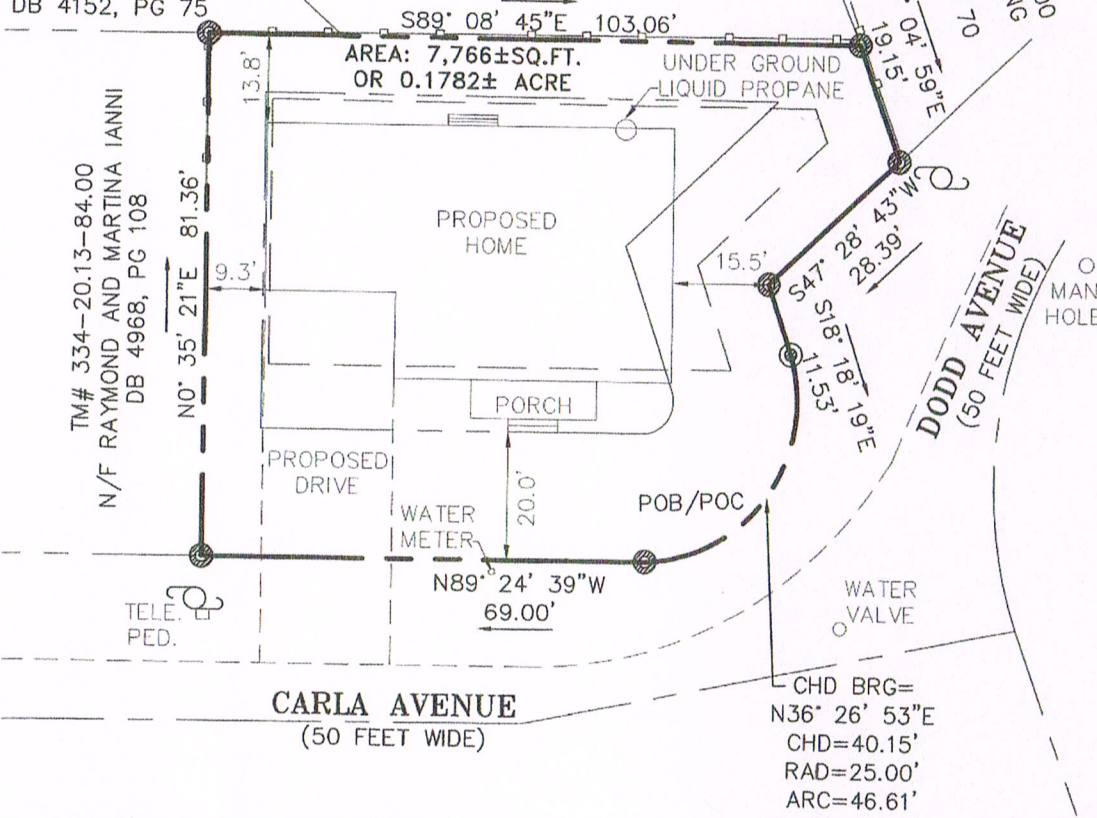 DB 4152, PG 75
S89° 08' 45"E 103.06'
AREA: 7,766±SQ.FT.
OR 0.1782± ACRE
13.8'
UNDER GROUND
LIQUID PROPANE
04' 59"E
19.15'
70
TM# 334-20.13-84.00
N/F RAYMOND AND MARTINA IANNI
DB 4968, PG 108
N0° 35' 21"E 81.36'
9.3'
PROPOSED
HOME
15.5'
S47° 28' 43"W
28.39'
S18° 18' 19"E
11.53'
DODD AVENUE
(50 FEET WIDE)
MAN
HOLE
PORCH
PROPOSED
DRIVE
WATER
METER
20.0'
POB/POC
N89° 24' 39"W
69.00'
TELE.
PED.
WATER
VALVE
CARLA AVENUE
(50 FEET WIDE)
CHD BRG=
N36° 26' 53"E
CHD=40.15'
RAD=25.00'
ARC=46.61'